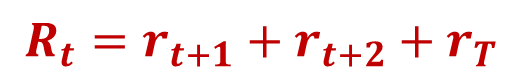 R_t = r_{t+1} + r_{t+2} + r_T